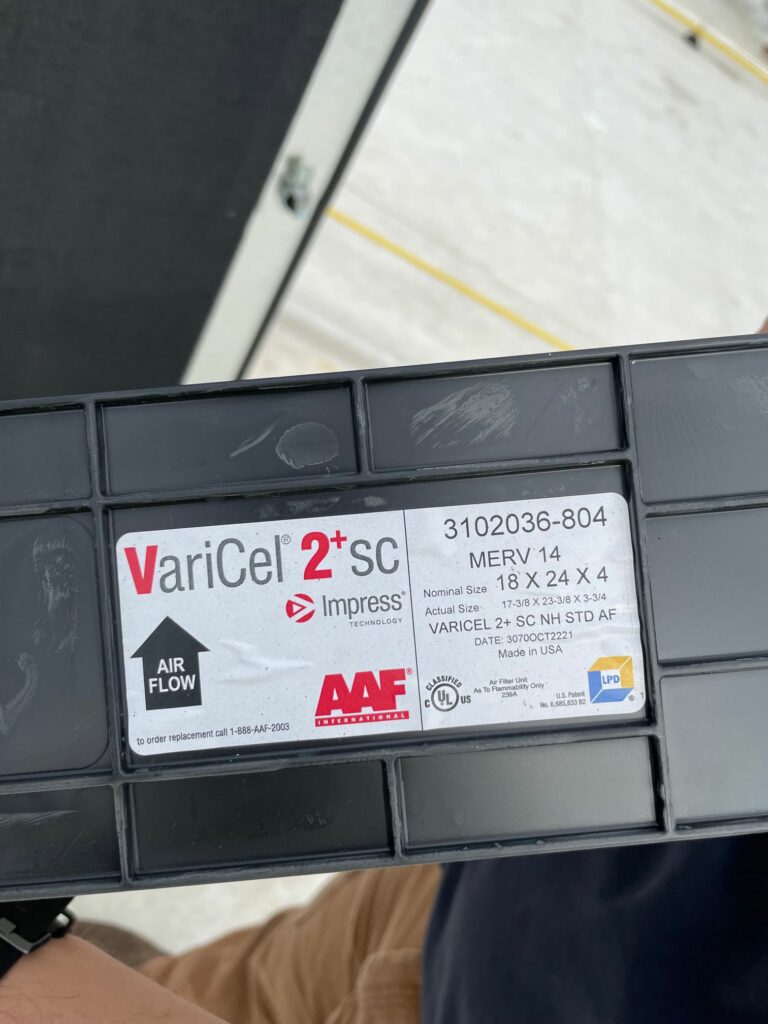 VariCel® 2+ SC
Impress®
TECHNOLOGY
AIR
FLOW
AAF®
INTERNATIONAL
to order replacement call 1-888-AAF-2003
3102036-804
MERV 14
Nominal Size 18 X 24 X 4
Actual Size 17-3/8 X 23-3/8 X 3-3/4
VARICEL 2+ SC NH STD AF
DATE: 3070OCT2221
Made in USA
CLASSIFIED
C UL US
Air Filter Unit
As To Flammability Only
239A
LPD®
U.S. Patent
No. 6,685,833 B2